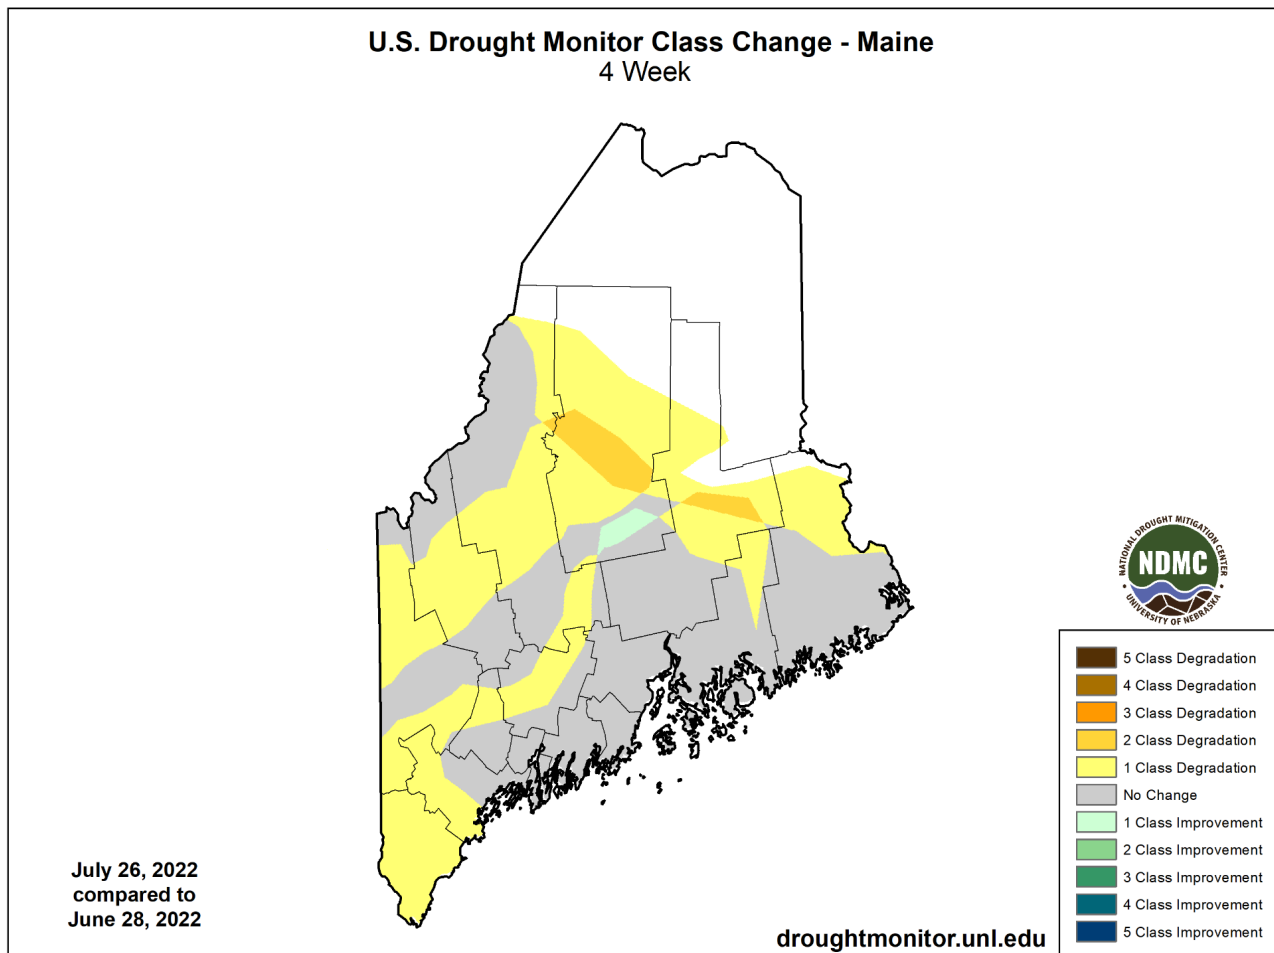 U.S. Drought Monitor Class Change - Maine
4 Week
NATIONAL DROUGHT MITIGATION CENTER
NDMC
UNIVERSITY OF NEBRASKA
5 Class Degradation
4 Class Degradation
3 Class Degradation
2 Class Degradation
1 Class Degradation
No Change
1 Class Improvement
2 Class Improvement
3 Class Improvement
4 Class Improvement
5 Class Improvement
July 26, 2022
compared to
June 28, 2022
droughtmonitor.unl.edu